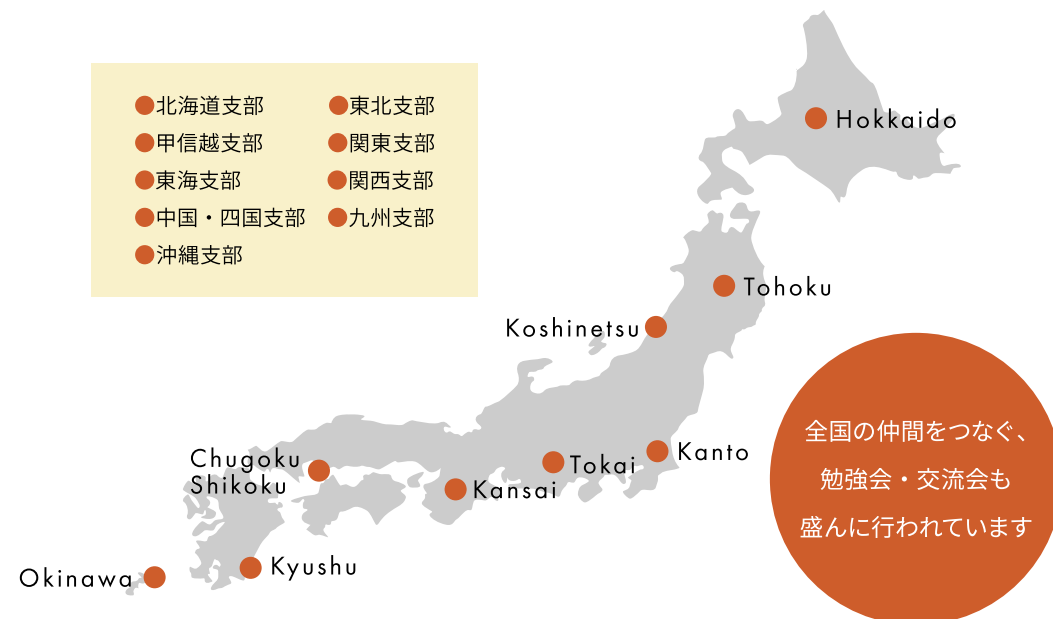 北海道支部
東北支部
甲信越支部
関東支部
東海支部
関西支部
中国・四国支部
九州支部
沖縄支部
Hokkaido
Tohoku
Koshinetsu
Kanto
Tokai
Kansai
Chugoku
Shikoku
Kyushu
Okinawa
全国の仲間をつなぐ、
勉強会・交流会も
盛んに行われています